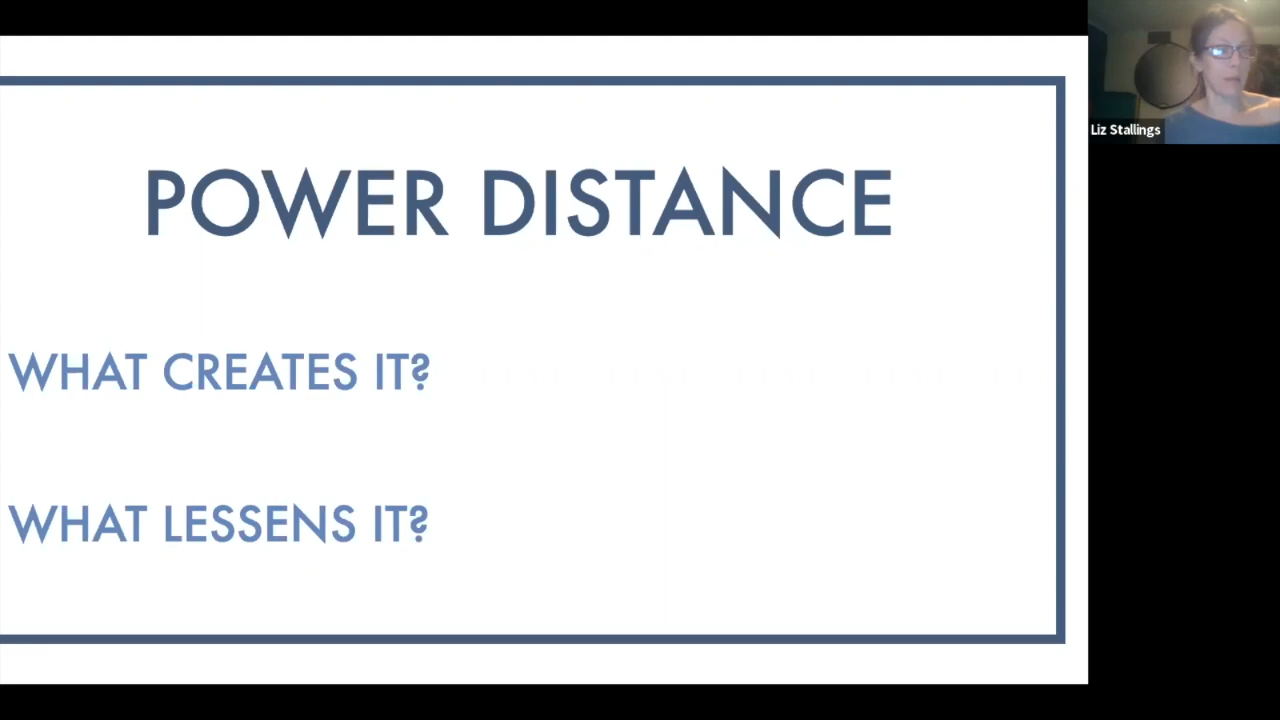 POWER DISTANCE
WHAT CREATES IT?
WHAT LESSENS IT?
Liz Stallings